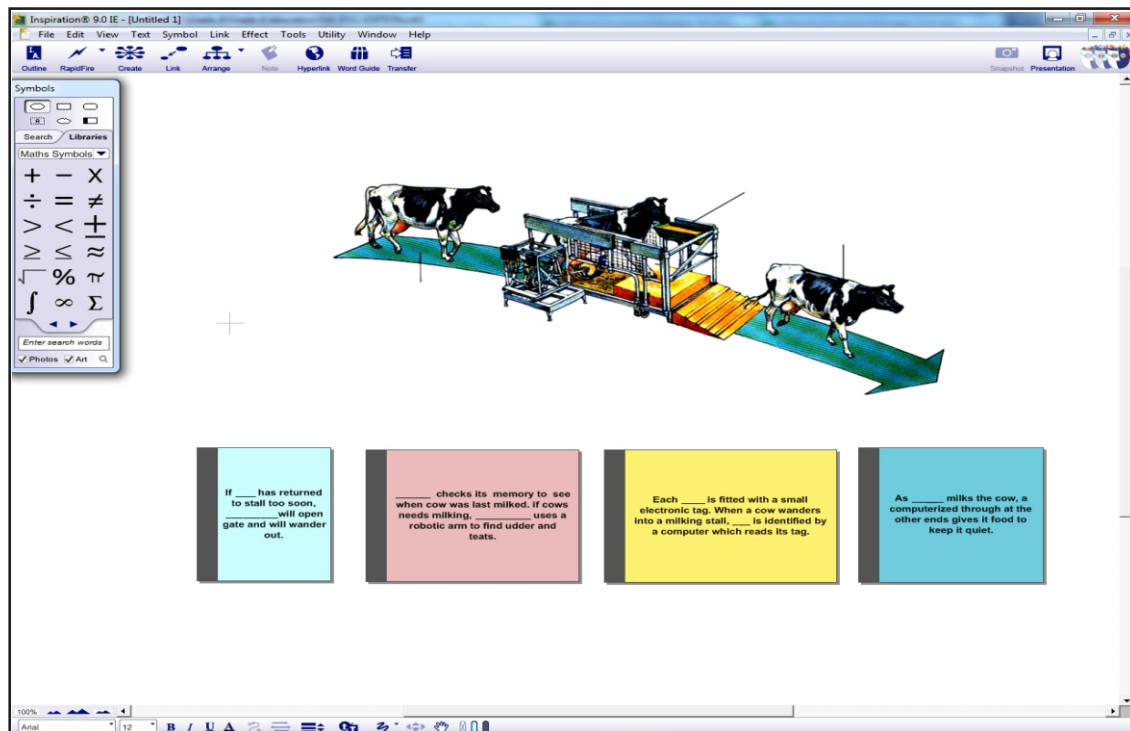 Inspiration® 9.0 IE - [Untitled 1]
File Edit View Text Symbol Link Effect Tools Utility Window Help
Outline RapidFire Create Link Arrange Note Hyperlink Word Guide Transfer Snapshot Presentation
Symbols
Search Libraries
Maths Symbols
+ − X
÷ = ≠
> < ±
≥ ≤ ≈
√ % π
∫ ∞ Σ
Enter search words
Photos Art
If ____ has returned
to stall too soon,
_________will open
gate and will wander
out.
______ checks its memory to see
when cow was last milked. if cows
needs milking, _________ uses a
robotic arm to find udder and
teats.
Each ____ is fitted with a small
electronic tag. When a cow wanders
into a milking stall, ___ is identified by
a computer which reads its tag.
As ______ milks the cow, a
computerized through at the
other ends gives it food to
keep it quiet.
100%
Arial 12 B I U A